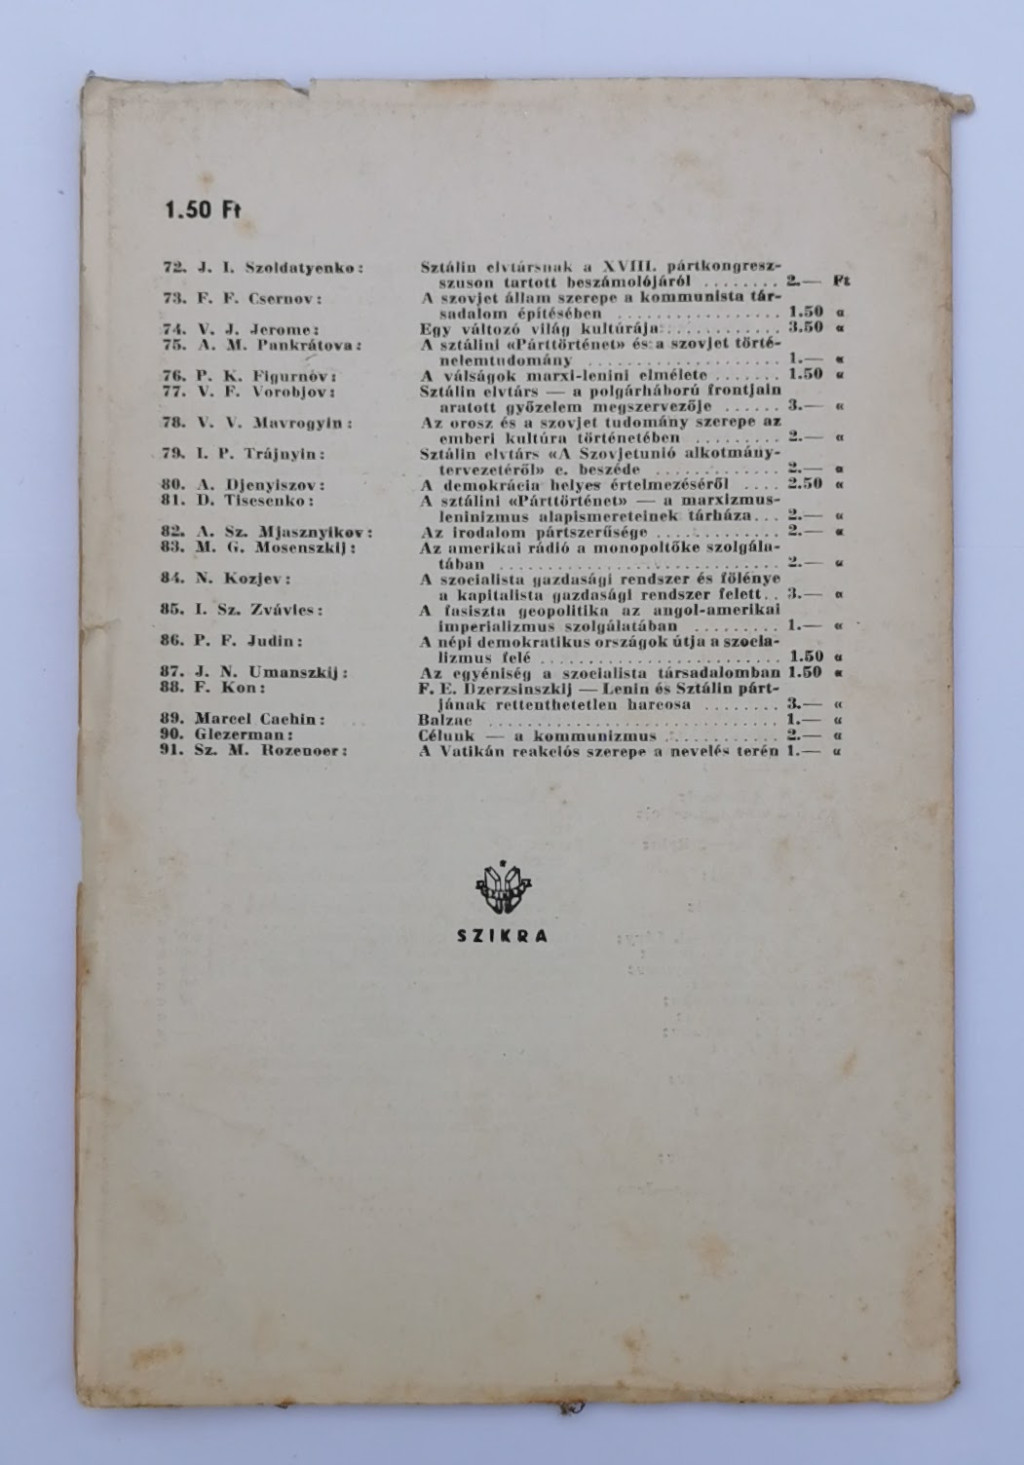 1.50 Ft
72. J. I. Szoldatyenko: Sztálin elvtársnak a XVIII. pártkongresz-
szuson tartott beszámolójáról ........ 2.— Ft
73. F. F. Csernov: A szovjet állam szerepe a kommunista tár-
sadalom építésében ................ 1.50 «
74. V. J. Jerome: Egy változó világ kultúrája ............ 3.50 «
75. A. M. Pankrátova: A sztálini «Párttörténet» és a szovjet törté-
nelemtudomány ................... 1.— «
76. P. K. Figurnov: A válságok marxi-lenini elmélete ....... 1.50 «
77. V. F. Vorobjov: Sztálin elvtárs — a polgárháború frontjain
aratott győzelem megszervezője ...... 3.— «
78. V. V. Mavrogyin: Az orosz és a szovjet tudomány szerepe az
emberi kultúra történetében ......... 2.— «
79. I. P. Trájnyin: Sztálin elvtárs «A Szovjetunió alkotmány-
tervezetéről» c. beszéde ............. 2.— «
80. A. Djenyiszov: A demokrácia helyes értelmezéséről .... 2.50 «
81. D. Tiscsenko: A sztálini «Párttörténet» — a marxizmus-
leninizmus alapismereteinek tárháza... 2.— «
82. A. Sz. Mjasznyikov: Az irodalom pártszerűsége ............. 2.— «
83. M. G. Mosenszkij: Az amerikai rádió a monopoltőke szolgála-
tában ............................ 2.— «
84. N. Kozjev: A szocialista gazdasági rendszer és fölénye
a kapitalista gazdasági rendszer felett.. 3.— «
85. I. Sz. Zvávics: A fasiszta geopolitika az angol-amerikai
imperializmus szolgálatában ......... 1.— «
86. P. F. Judin: A népi demokratikus országok útja a szocia-
lizmus felé ........................ 1.50 «
87. J. N. Umanszkij: Az egyéniség a szocialista társadalomban 1.50 «
88. F. Kon: F. E. Dzerzsinszkij — Lenin és Sztálin párt-
jának rettenthetetlen harcosa ........ 3.— «
89. Marcel Cachin: Balzac ............................. 1.— «
90. Glezerman: Célunk — a kommunizmus ............ 2.— «
91. Sz. M. Rozenoer: A Vatikán reakciós szerepe a nevelés terén 1.— «
SZIKRA